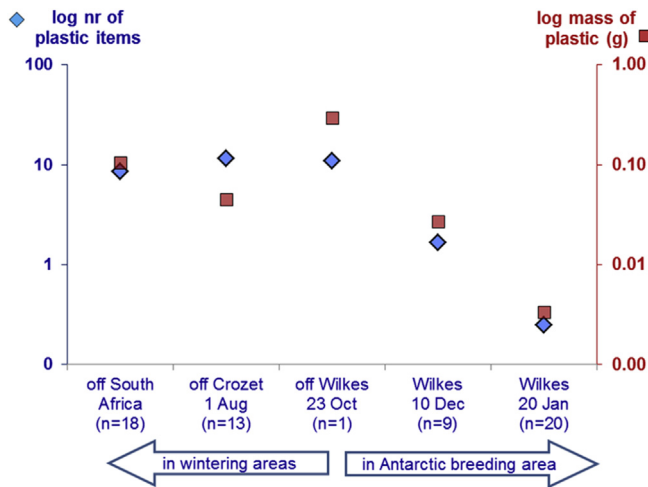 log nr of
plastic items
log mass of
plastic (g)
100
10
1
0
1.00
0.10
0.01
0.00
off South
Africa
(n=18)
off Crozet
1 Aug
(n=13)
off Wilkes
23 Oct
(n=1)
Wilkes
10 Dec
(n=9)
Wilkes
20 Jan
(n=20)
in wintering areas
in Antarctic breeding area